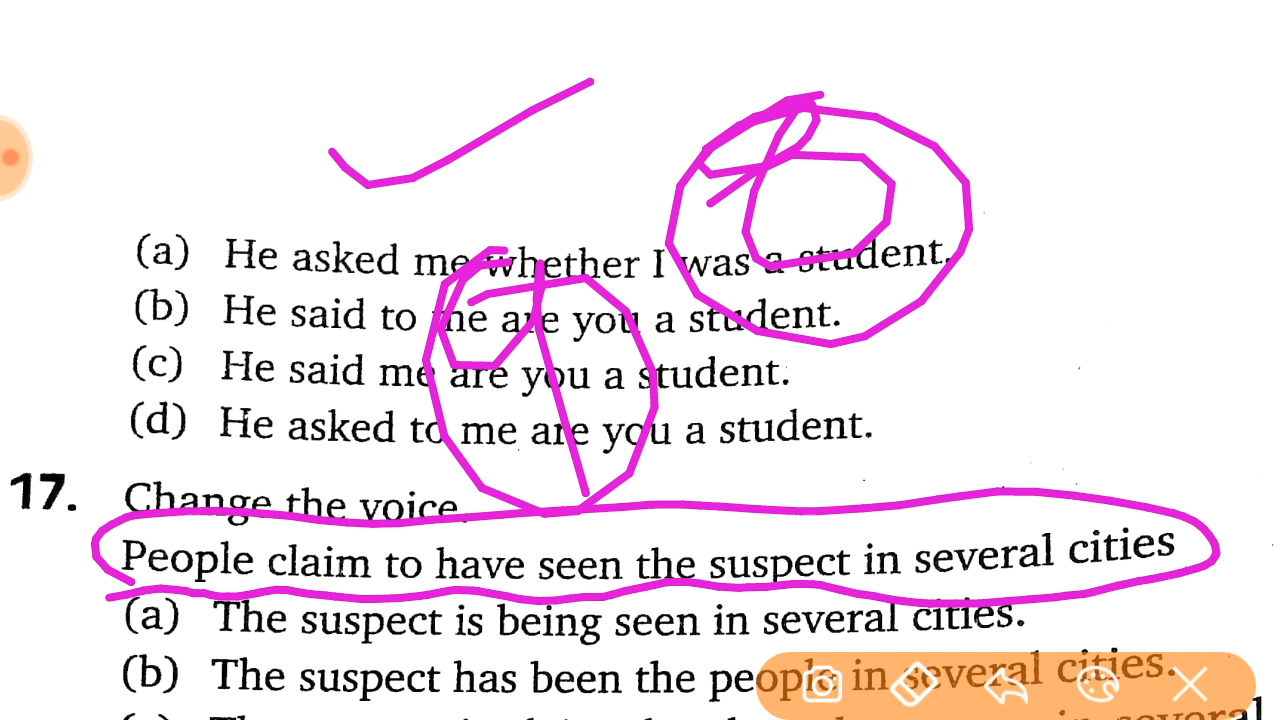 (a) He asked me whether I was a student.
(b) He said to me are you a student.
(c) He said me are you a student.
(d) He asked to me are you a student.
17. Change the voice.
People claim to have seen the suspect in several cities
(a) The suspect is being seen in several cities.
(b) The suspect has been the people in several cities.
in several